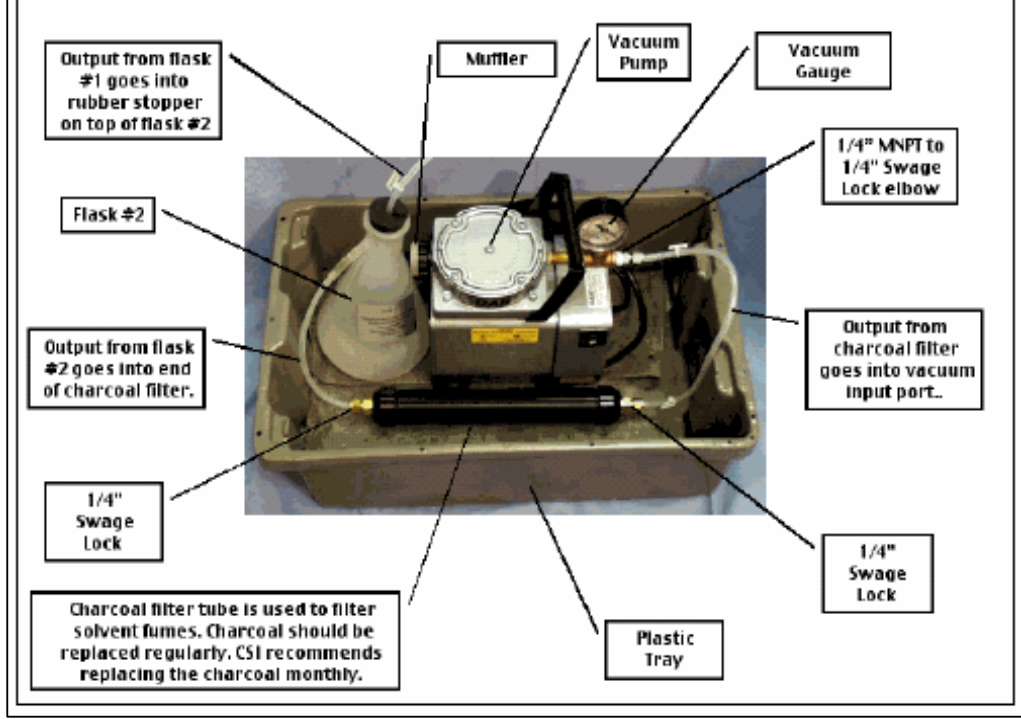 Output from flask
#1 goes into
rubber stopper
on top of flask #2
Muffler
Vacuum
Pump
Vacuum
Gauge
1/4" MNPT to
1/4" Swage
Lock elbow
Flask #2
Output from flask
#2 goes into end
of charcoal filter.
Output from
charcoal filter
goes into vacuum
input port..
1/4"
Swage
Lock
1/4"
Swage
Lock
Charcoal filter tube is used to filter
solvent fumes. Charcoal should be
replaced regularly. CSI recommends
replacing the charcoal monthly.
Plastic
Tray